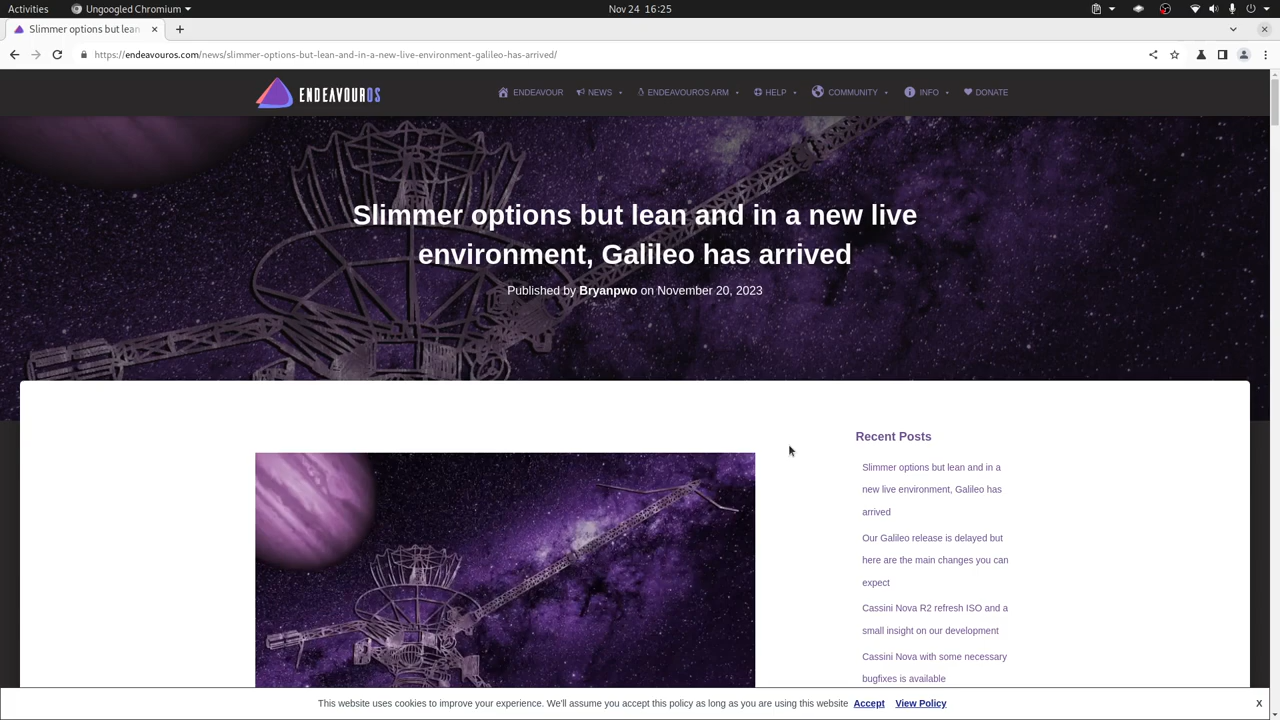 Activities
Ungoogled Chromium
Nov 24 16:25
Slimmer options but lean
https://endeavouros.com/news/slimmer-options-but-lean-and-in-a-new-live-environment-galileo-has-arrived/
ENDEAVOUROS
ENDEAVOUR
NEWS
ENDEAVOUROS ARM
HELP
COMMUNITY
INFO
DONATE
Slimmer options but lean and in a new live
environment, Galileo has arrived
Published by Bryanpwo on November 20, 2023
Recent Posts
Slimmer options but lean and in a
new live environment, Galileo has
arrived
Our Galileo release is delayed but
here are the main changes you can
expect
Cassini Nova R2 refresh ISO and a
small insight on our development
Cassini Nova with some necessary
bugfixes is available
This website uses cookies to improve your experience. We'll assume you accept this policy as long as you are using this website Accept View Policy
X